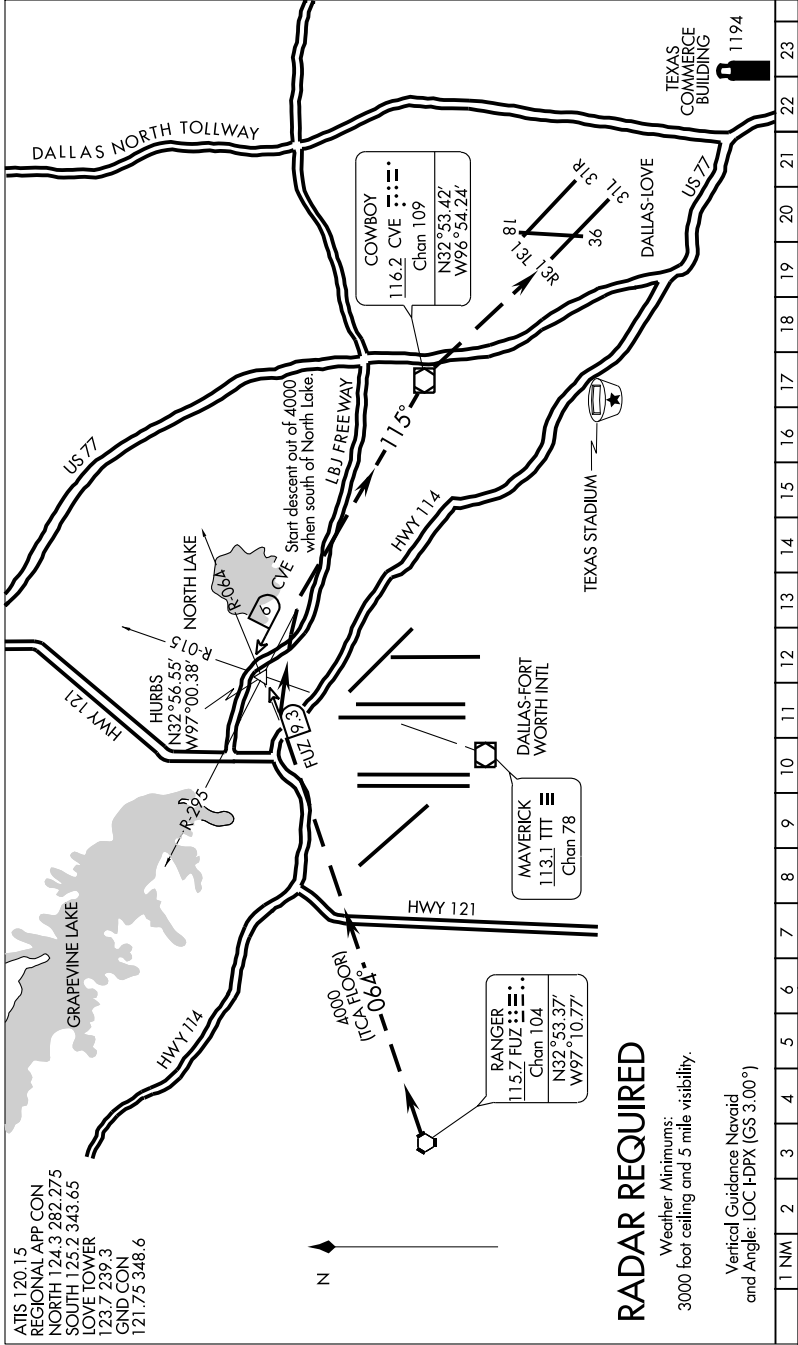 ATIS 120.15
REGIONAL APP CON
NORTH 124.3 282.275
SOUTH 125.2 343.65
LOVE TOWER
123.7 239.3
GND CON
121.75 348.6
GRAPEVINE LAKE
HWY 114
HWY 121
R-295
HURBS
N32°56.55'
W97°00.38'
R-015
NORTH LAKE
R-064
US 77
DALLAS NORTH TOLLWAY
6
CVE
Start descent out of 4000
when south of North Lake.
LBJ FREEWAY
FUZ 9.3
4000
(TCA FLOOR)
064°
115°
COWBOY
116.2 CVE
Chan 109
N32°53.42'
W96°54.24'
HWY 121
HWY 114
18
13L
13R
31R
31L
36
DALLAS-LOVE
US 77
TEXAS
COMMERCE
BUILDING
1194
N
RANGER
115.7 FUZ
Chan 104
N32°53.37'
W97°10.77'
MAVERICK
113.1 TTT
Chan 78
DALLAS-FORT
WORTH INTL
TEXAS STADIUM
RADAR REQUIRED
Weather Minimums:
3000 foot ceiling and 5 mile visibility.
Vertical Guidance Navaid
and Angle: LOC I-DPX (GS 3.00°)
1 NM 2 3 4 5 6 7 8 9 10 11 12 13 14 15 16 17 18 19 20 21 22 23